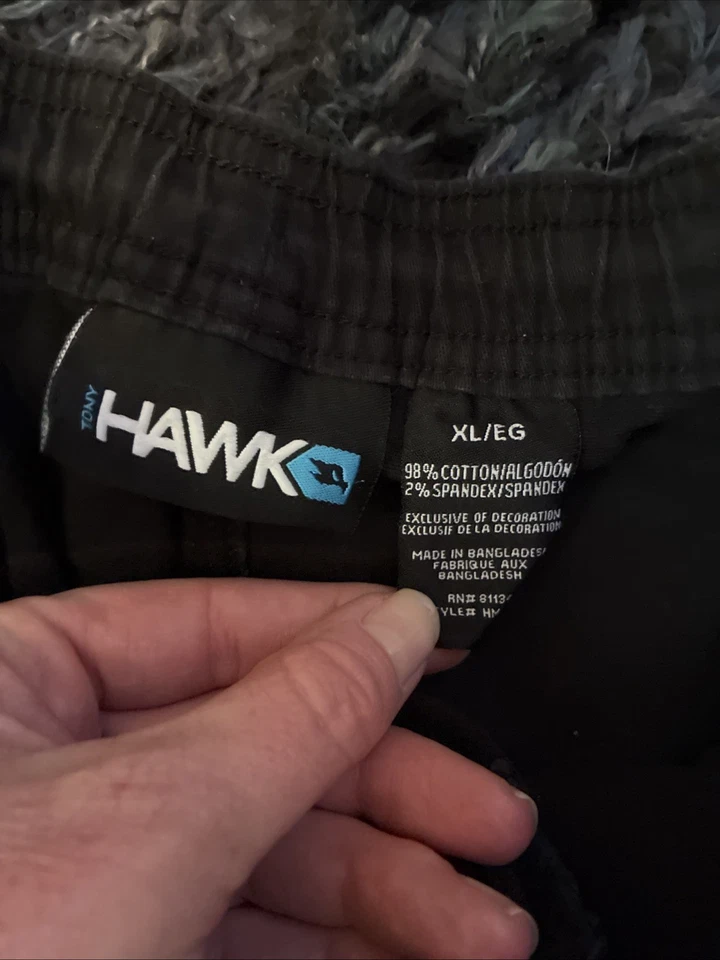 TONY
HAWK
XL/EG
98% COTTON/ALGODÓN
2% SPANDEX/SPANDEX
EXCLUSIVE OF DECORATION
EXCLUSIF DE LA DECORATION
MADE IN
FABRIQUE AUX
BANGLADESH
RN#